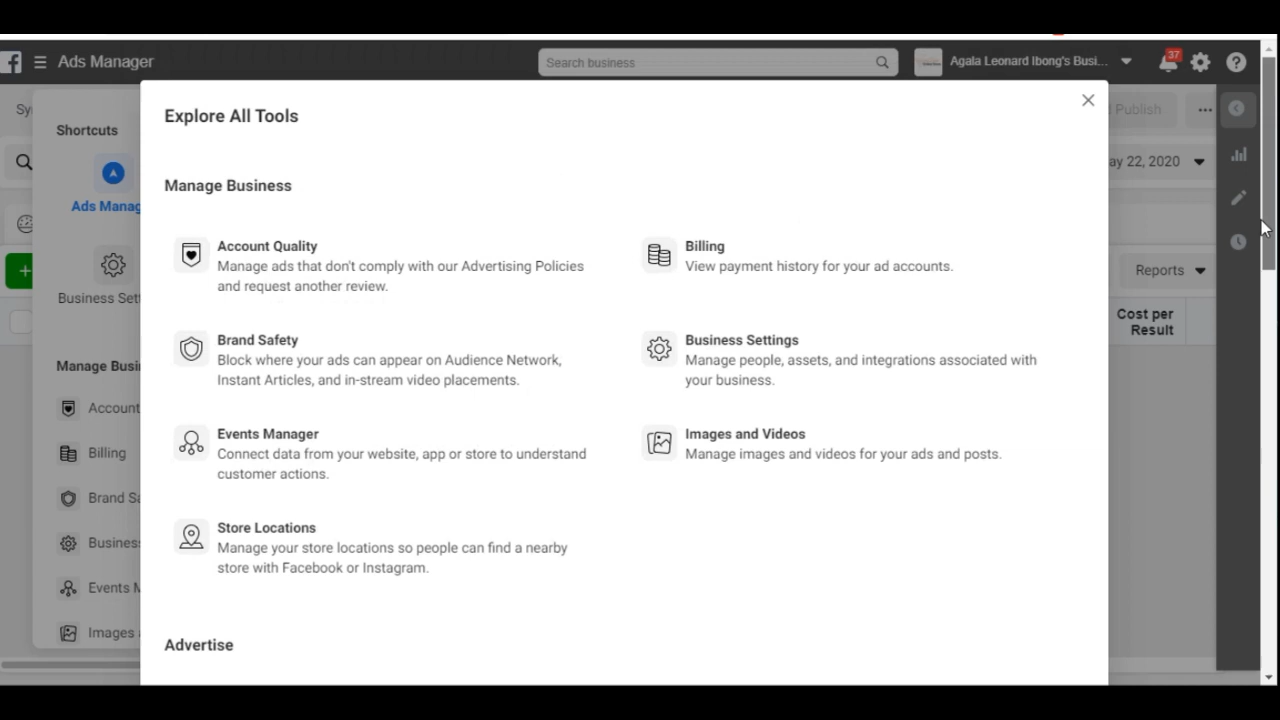 Ads Manager
Search business
Agala Leonard Ibong's Busi...
37
Sy
Publish
Shortcuts
Ads Manag
Business Sett
Manage Busi
Account
Billing
Brand Sa
Business
Events M
Images
Explore All Tools
Manage Business
Account Quality
Manage ads that don't comply with our Advertising Policies
and request another review.
Billing
View payment history for your ad accounts.
Brand Safety
Block where your ads can appear on Audience Network,
Instant Articles, and in-stream video placements.
Business Settings
Manage people, assets, and integrations associated with
your business.
Events Manager
Connect data from your website, app or store to understand
customer actions.
Images and Videos
Manage images and videos for your ads and posts.
Store Locations
Manage your store locations so people can find a nearby
store with Facebook or Instagram.
Advertise
ay 22, 2020
Reports
Cost per
Result